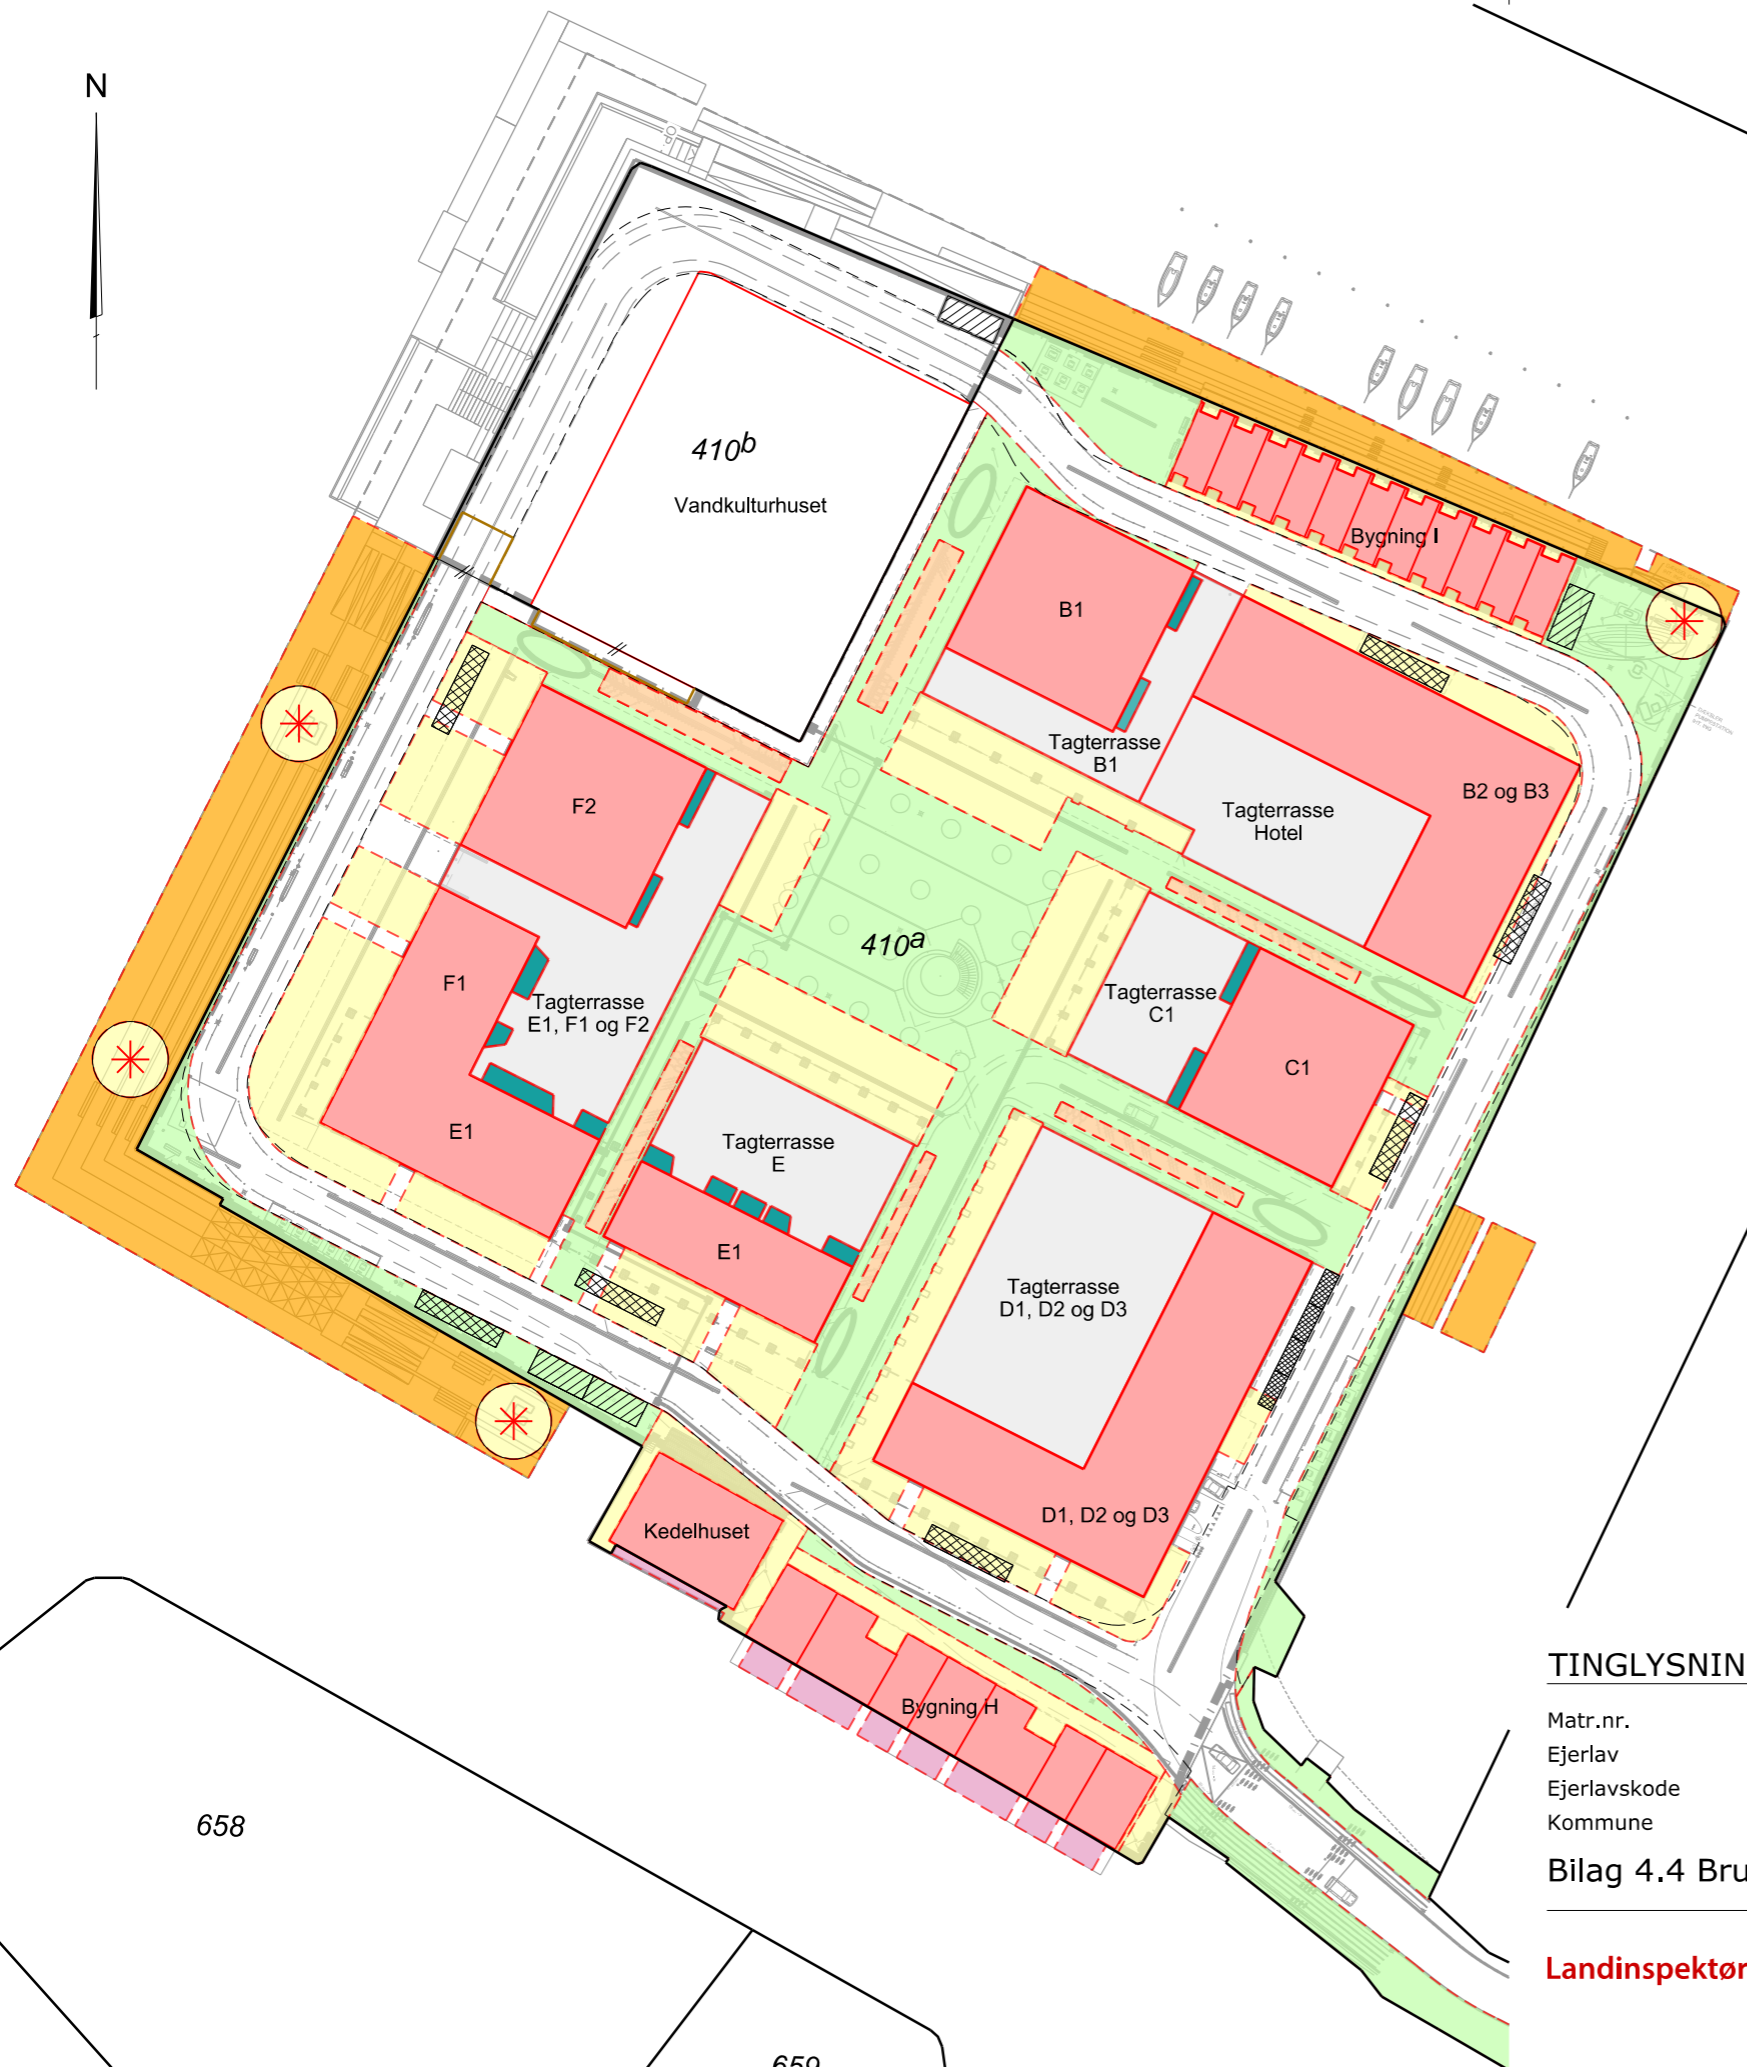 N
410b
Vandkulturhuset
Bygning I
B1
Tagterrasse
B1
B2 og B3
Tagterrasse
Hotel
F2
410a
F1
Tagterrasse
E1, F1 og F2
Tagterrasse
C1
C1
E1
Tagterrasse
E
E1
Tagterrasse
D1, D2 og D3
D1, D2 og D3
Kedelhuset
Bygning H
658
659
TINGLYSNIN
Matr.nr.
Ejerlav
Ejerlavskode
Kommune
Bilag 4.4 Bru
Landinspektør